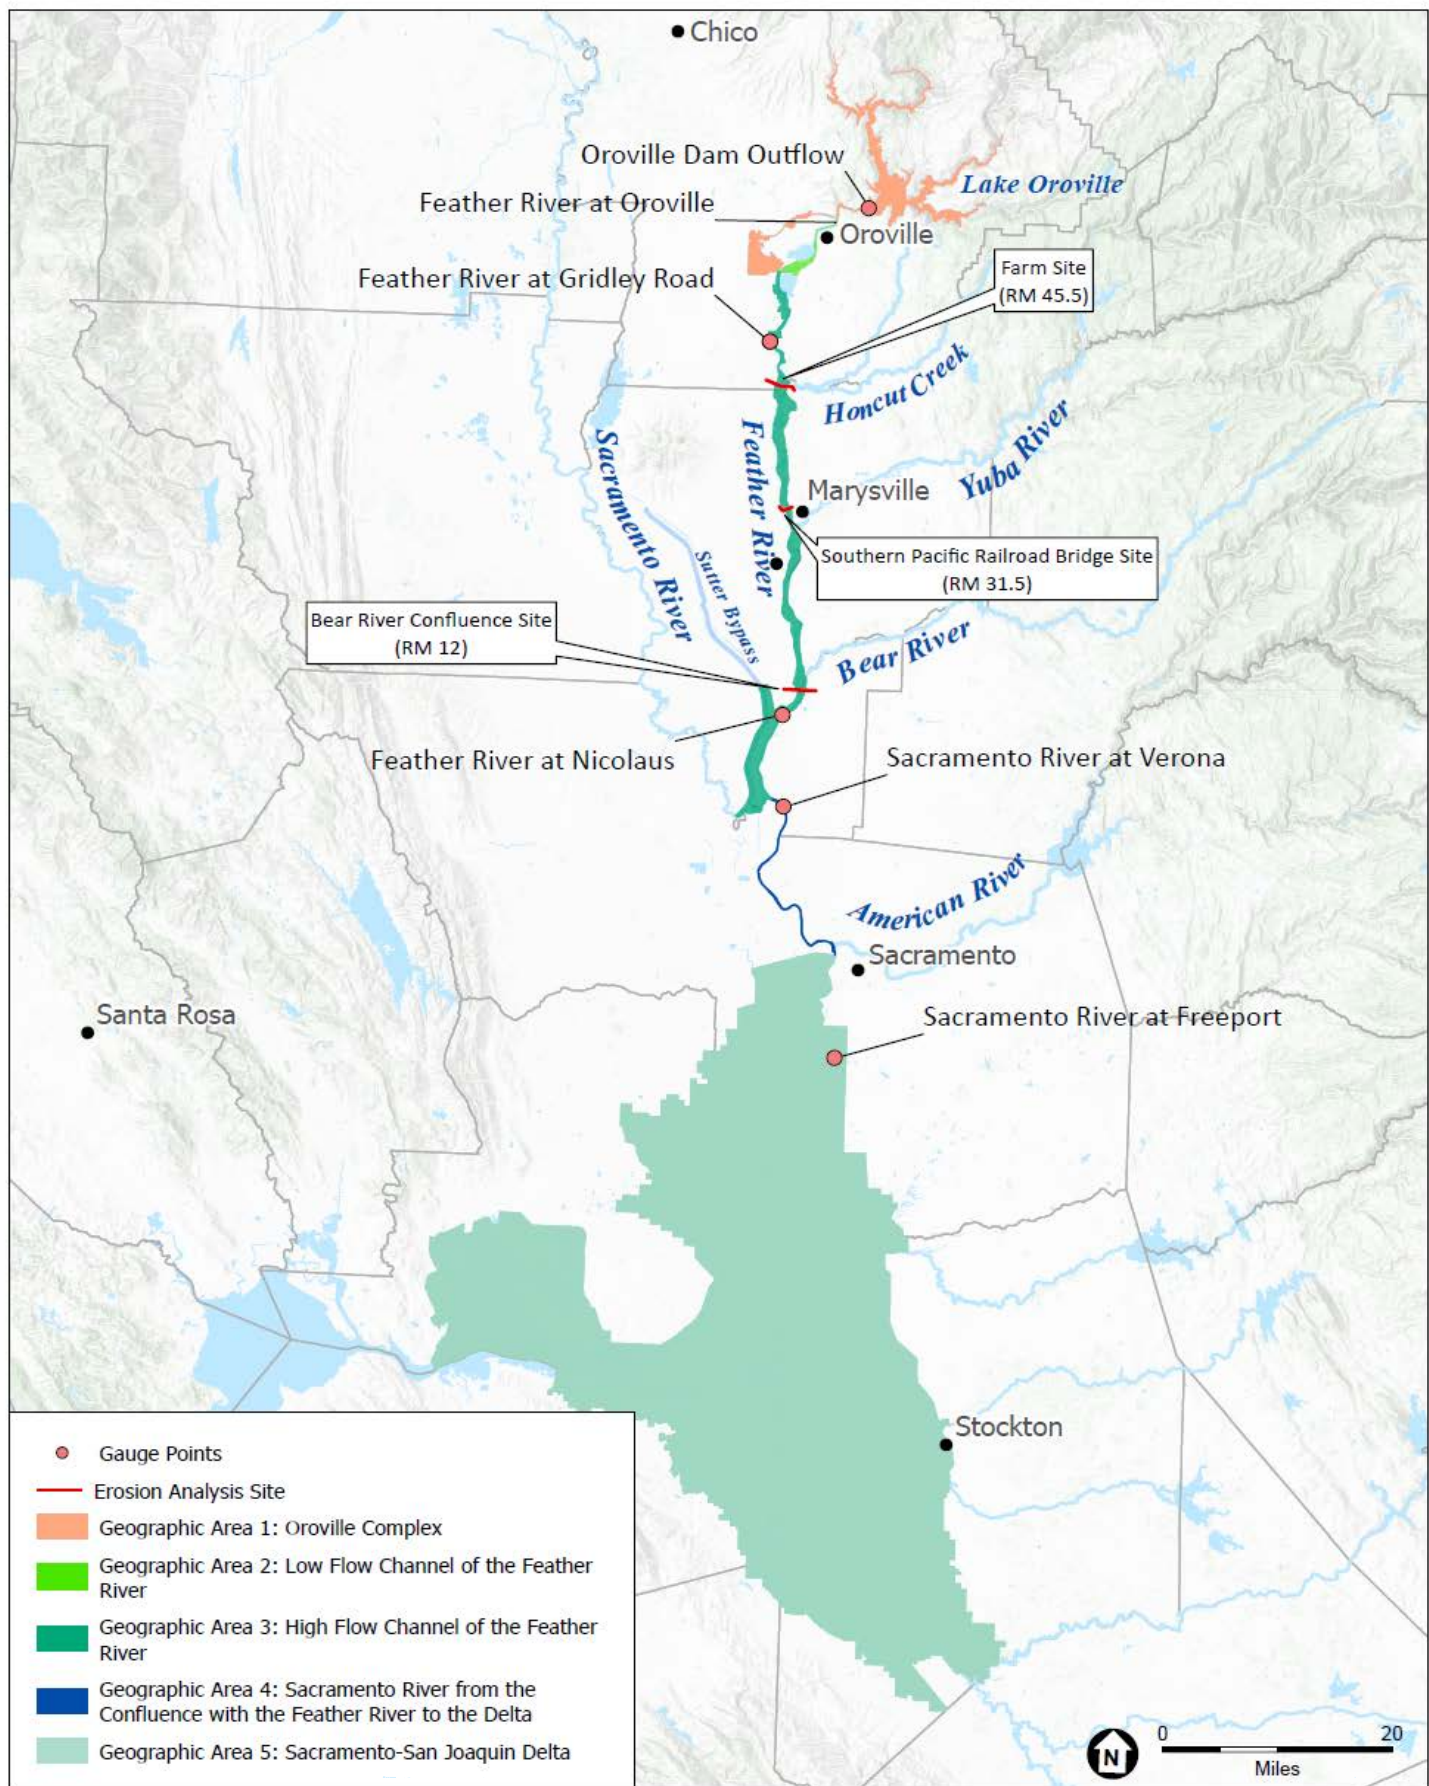 Chico
Oroville Dam Outflow
Lake Oroville
Feather River at Oroville
Oroville
Farm Site
(RM 45.5)
Feather River at Gridley Road
Honcut Creek
Yuba River
Sacramento River
Feather River
Marysville
Southern Pacific Railroad Bridge Site
(RM 31.5)
Sutter Bypass
Bear River Confluence Site
(RM 12)
Bear River
Feather River at Nicolaus
Sacramento River at Verona
American River
Sacramento
Santa Rosa
Sacramento River at Freeport
Stockton
Gauge Points
Erosion Analysis Site
Geographic Area 1: Oroville Complex
Geographic Area 2: Low Flow Channel of the Feather
River
Geographic Area 3: High Flow Channel of the Feather
River
Geographic Area 4: Sacramento River from the
Confluence with the Feather River to the Delta
Geographic Area 5: Sacramento-San Joaquin Delta
N
0 20
Miles